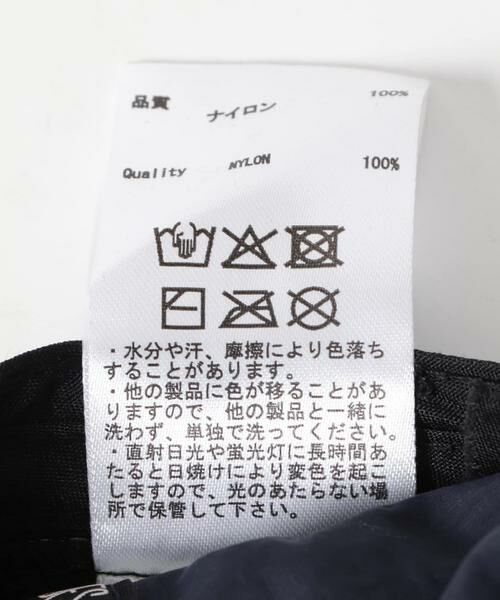 品質 ナイロン 100%
Quality NYLON 100%
・水分や汗、摩擦により色落ち
することがあります。
・他の製品に色が移ることがあ
りますので、他の製品と一緒に
洗わず、単独で洗ってください。
・直射日光や蛍光灯に長時間あ
たると日焼けにより変色を起こ
しますので、光のあたらない場
所で保管して下さい。